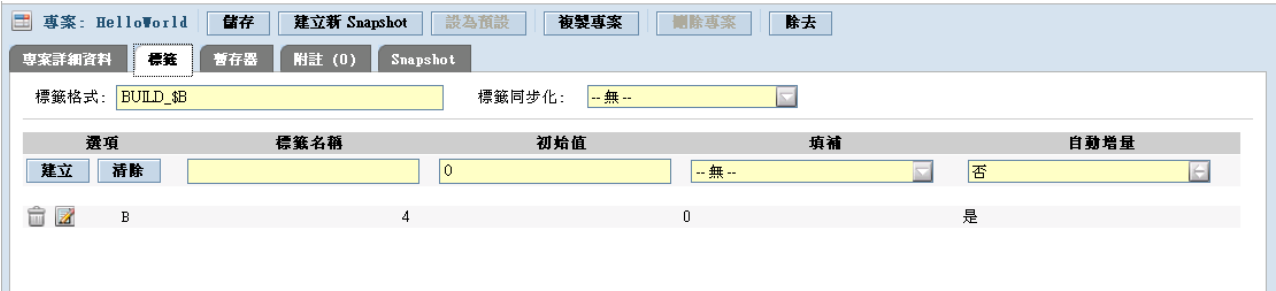 專案: HelloWorld 儲存 建立新 Snapshot 設為預設 複製專案 刪除專案 除去
專案詳細資料 標籤 暫存器 附註 (0) Snapshot
標籤格式: BUILD_$B 標籤同步化: -- 無 --
選項 標籤名稱 初始值 填補 自動增量
建立 清除 0 -- 無 -- 否
B 4 0 是